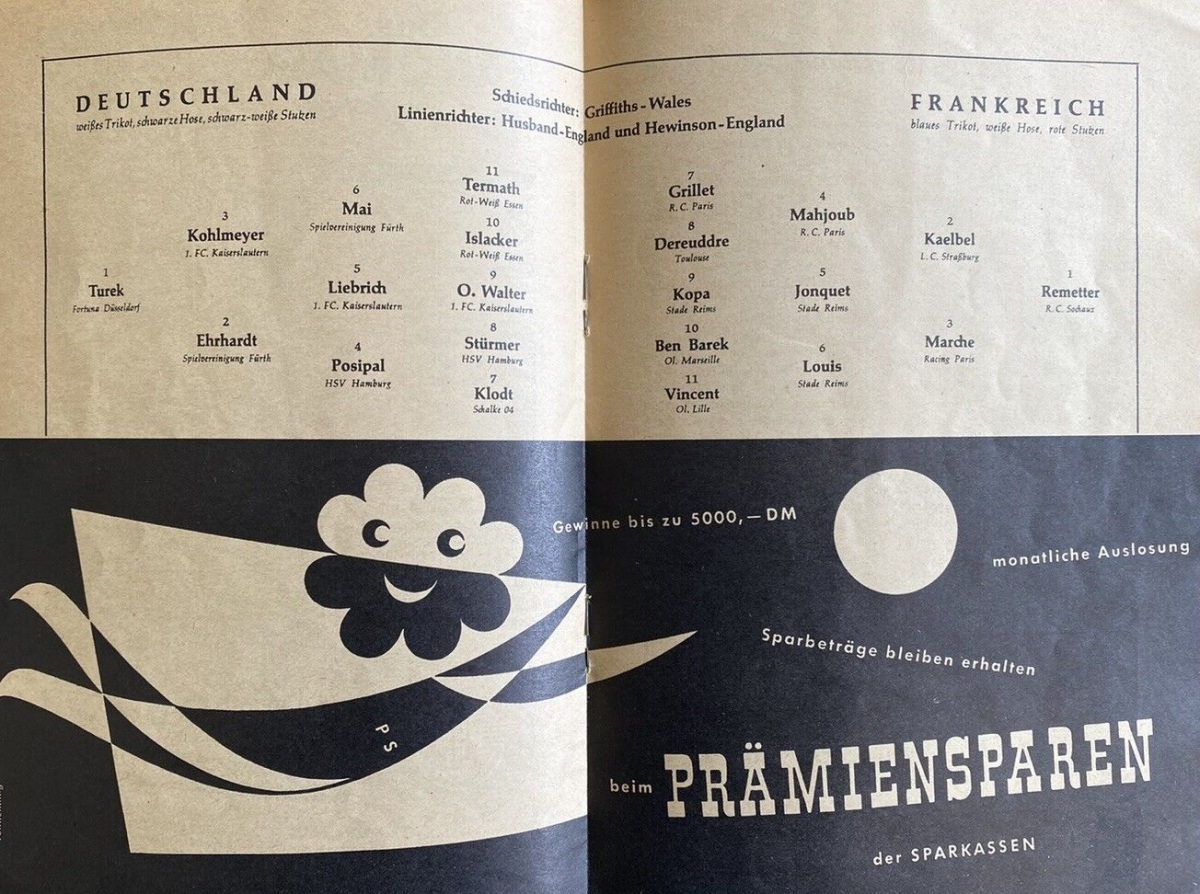 DEUTSCHLAND
weißes Trikot, schwarze Hose, schwarz-weiße Stutzen
Schiedsrichter: Griffiths-Wales
Linienrichter: Husband-England und Hewinson-England
FRANKREICH
blaues Trikot, weiße Hose, rote Stutzen
1
Turek
Fortuna Düsseldorf
3
Kohlmeyer
1. FC. Kaiserslautern
2
Ehrhardt
Spielvereinigung Fürth
6
Mai
Spielvereinigung Fürth
5
Liebrich
1. FC. Kaiserslautern
4
Posipal
HSV Hamburg
11
Termath
Rot-Weiß Essen
10
Islacker
Rot-Weiß Essen
9
O. Walter
1. FC. Kaiserslautern
8
Stürmer
HSV Hamburg
7
Klodt
Schalke 04
7
Grillet
R. C. Paris
8
Dereuddre
Toulouse
9
Kopa
Stade Reims
10
Ben Barek
Ol. Marseille
11
Vincent
Ol. Lille
4
Mahjoub
R. C. Paris
5
Jonquet
Stade Reims
6
Louis
Stade Reims
2
Kaelbel
L. C. Straßburg
3
Marche
Racing Paris
1
Remetter
R. C. Sochaux
Gewinne bis zu 5000,— DM
monatliche Auslosung
Sparbeträge bleiben erhalten
PS
beim PRÄMIENSPAREN
der SPARKASSEN